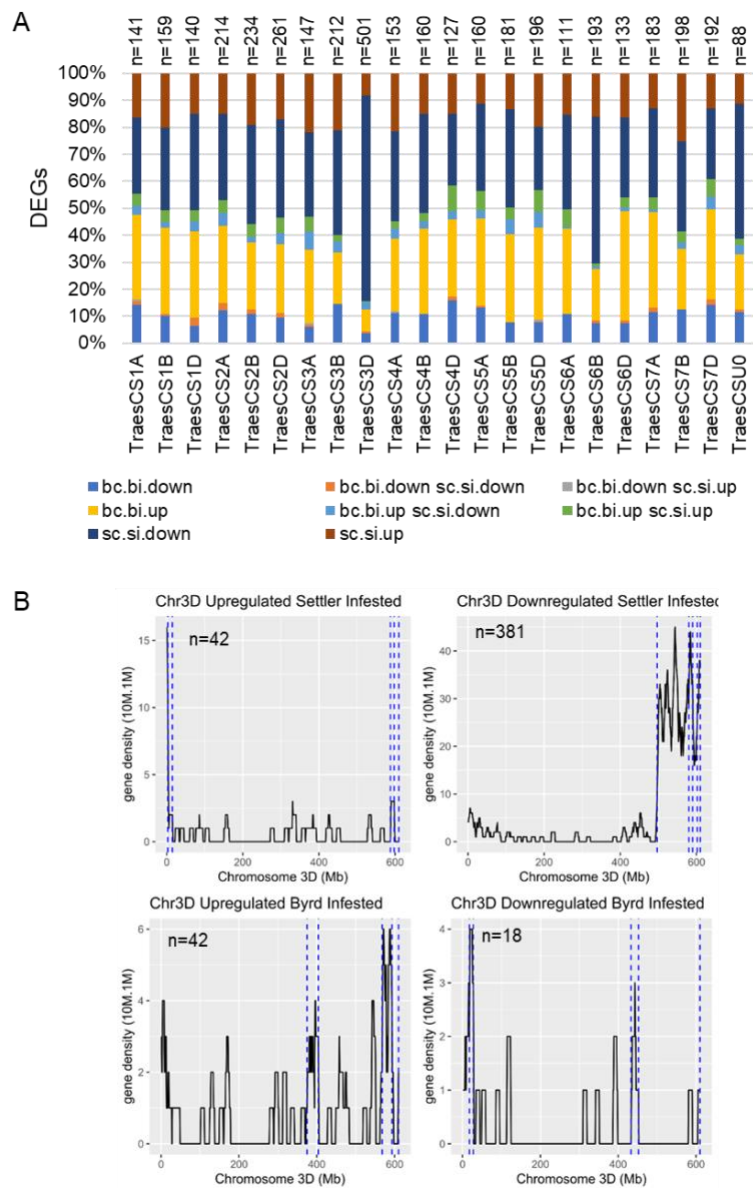 A
n=141 n=159 n=140 n=214 n=234 n=261 n=147 n=212 n=501 n=153 n=160 n=127 n=160 n=181 n=196 n=111 n=193 n=133 n=183 n=198 n=192 n=88
100%
90%
80%
70%
60%
50%
40%
30%
20%
10%
0%
DEGs
TraesCS1A TraesCS1B TraesCS1D TraesCS2A TraesCS2B TraesCS2D TraesCS3A TraesCS3B TraesCS3D TraesCS4A TraesCS4B TraesCS4D TraesCS5A TraesCS5B TraesCS5D TraesCS6A TraesCS6B TraesCS6D TraesCS7A TraesCS7B TraesCS7D TraesCSU0
bc.bi.down bc.bi.down sc.si.down bc.bi.down sc.si.up
bc.bi.up bc.bi.up sc.si.down bc.bi.up sc.si.up
sc.si.down sc.si.up
B
Chr3D Upregulated Settler Infested
n=42
15
10
5
0
gene density (10M.1M)
0 200 400 600
Chromosome 3D (Mb)
Chr3D Downregulated Settler Infested
n=381
40
30
20
10
0
gene density (10M.1M)
0 200 400 600
Chromosome 3D (Mb)
Chr3D Upregulated Byrd Infested
n=42
6
4
2
0
gene density (10M.1M)
0 200 400 600
Chromosome 3D (Mb)
Chr3D Downregulated Byrd Infested
n=18
4
3
2
1
0
gene density (10M.1M)
0 200 400 600
Chromosome 3D (Mb)